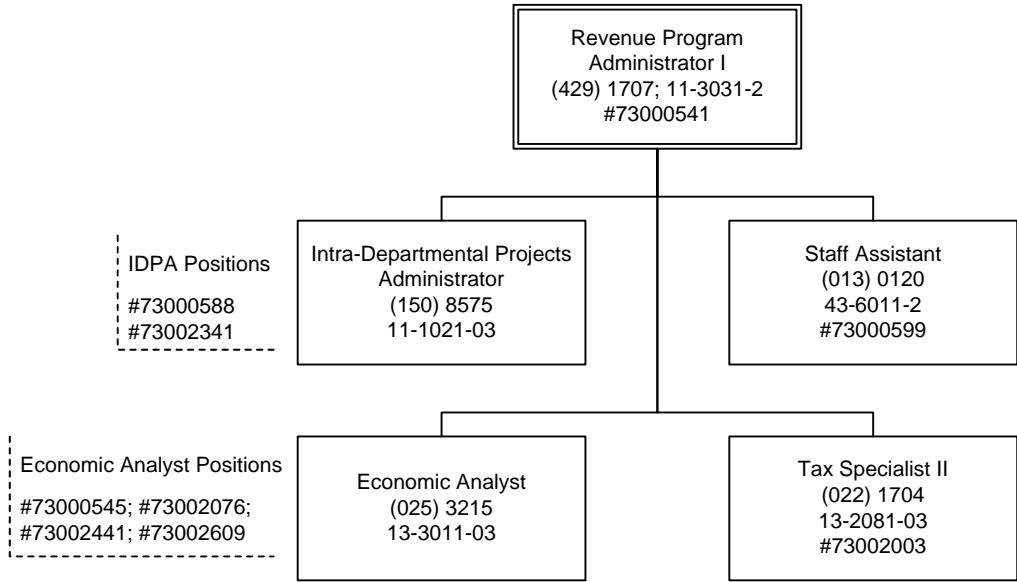 Revenue Program
Administrator I
(429) 1707; 11-3031-2
#73000541
IDPA Positions
#73000588
#73002341
Intra-Departmental Projects
Administrator
(150) 8575
11-1021-03
Staff Assistant
(013) 0120
43-6011-2
#73000599
Economic Analyst Positions
#73000545; #73002076;
#73002441; #73002609
Economic Analyst
(025) 3215
13-3011-03
Tax Specialist II
(022) 1704
13-2081-03
#73002003